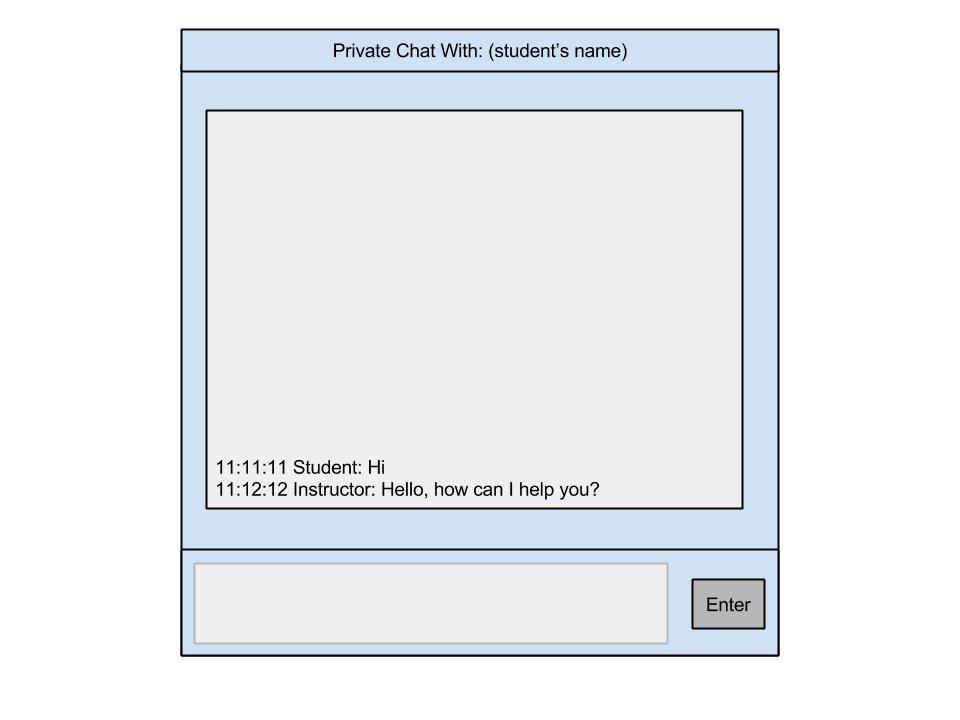 Private Chat With: (student's name)
11:11:11 Student: Hi
11:12:12 Instructor: Hello, how can I help you?
Enter